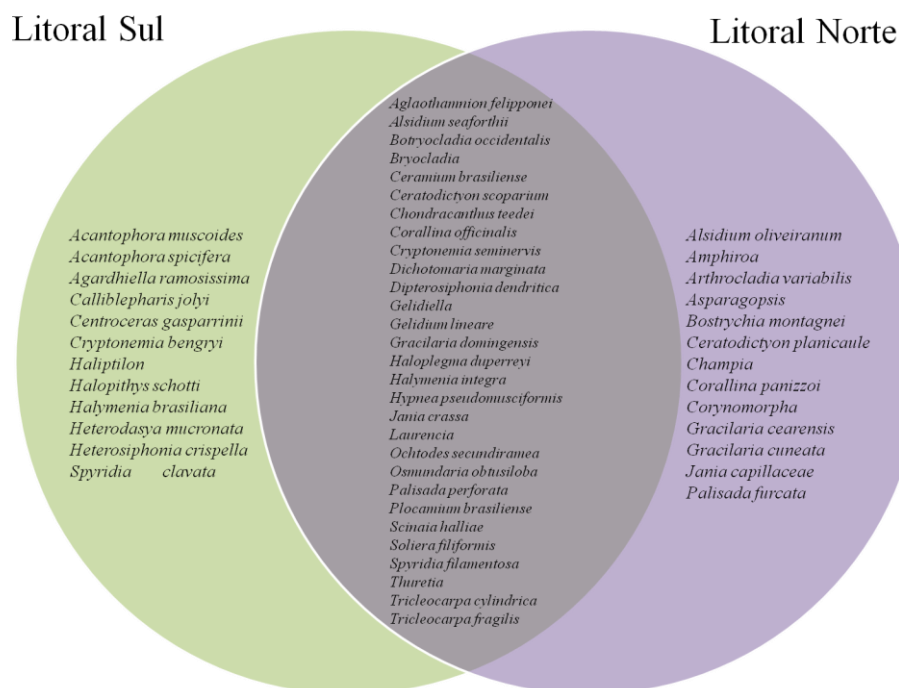 Litoral Sul
Litoral Norte
Acantophora muscoides
Acantophora spicifera
Agardhiella ramosissima
Calliblepharis jolyi
Centroceras gasparrinii
Cryptonemia bengryi
Haliptilon
Halopithys schotti
Halymenia brasiliana
Heterodasya mucronata
Heterosiphonia crispella
Spyridia clavata
Aglaothamnion felipponei
Alsidium seaforthii
Botryocladia occidentalis
Bryocladia
Ceramium brasiliense
Ceratodictyon scoparium
Chondracanthus teedei
Corallina officinalis
Cryptonemia seminervis
Dichotomaria marginata
Dipterosiphonia dendritica
Gelidiella
Gelidium lineare
Gracilaria domingensis
Haloplegma duperreyi
Halymenia integra
Hypnea pseudomusciformis
Jania crassa
Laurencia
Ochtodes secundiramea
Osmundaria obtusiloba
Palisada perforata
Plocamium brasiliense
Scinaia halliae
Soliera filiformis
Spyridia filamentosa
Thuretia
Tricleocarpa cylindrica
Tricleocarpa fragilis
Alsidium oliveiranum
Amphiroa
Arthrocladia variabilis
Asparagopsis
Bostrychia montagnei
Ceratodictyon planicaule
Champia
Corallina panizzoi
Corynomorpha
Gracilaria cearensis
Gracilaria cuneata
Jania capillaceae
Palisada furcata